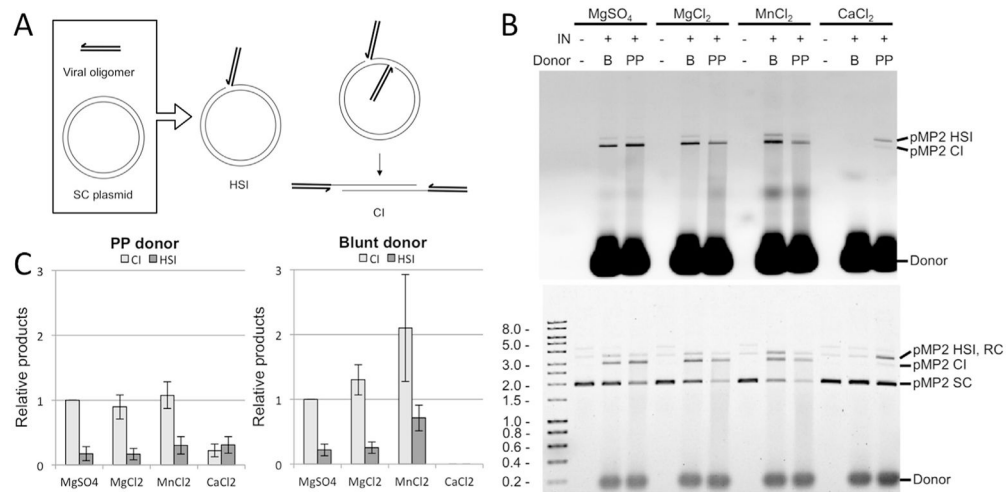 A
Viral oligomer
SC plasmid
HSI
CI
B
MgSO4 MgCl2 MnCl2 CaCl2
IN - + + - + + - + + - + +
Donor - B PP - B PP - B PP - B PP
pMP2 HSI
pMP2 CI
Donor
8.0 -
5.0 -
4.0 -
3.0 -
2.0 -
1.5 -
1.0 -
0.8 -
0.6 -
0.4 -
0.2 -
pMP2 HSI, RC
pMP2 CI
pMP2 SC
Donor
C
PP donor
CI HSI
Relative products
3
2
1
0
MgSO4 MgCl2 MnCl2 CaCl2
Blunt donor
CI HSI
Relative products
3
2
1
0
MgSO4 MgCl2 MnCl2 CaCl2